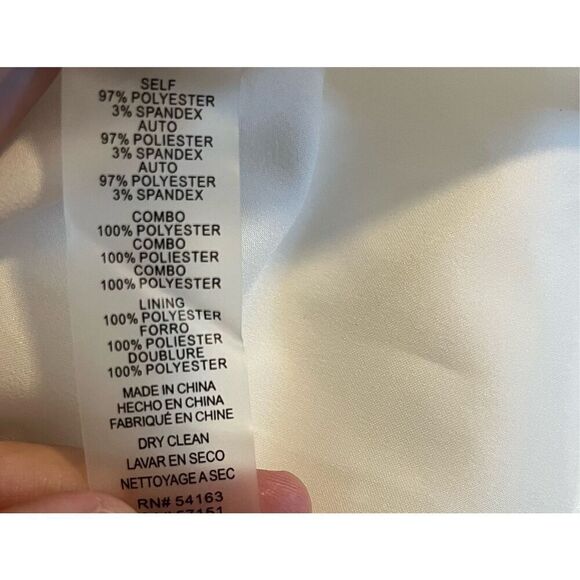 SELF
97% POLYESTER
3% SPANDEX
AUTO
97% POLIESTER
3% SPANDEX
AUTO
97% POLYESTER
3% SPANDEX
COMBO
100% POLYESTER
COMBO
100% POLIESTER
COMBO
100% POLYESTER
LINING
100% POLYESTER
FORRO
100% POLIESTER
DOUBLURE
100% POLYESTER
MADE IN CHINA
HECHO EN CHINA
FABRIQUÉ EN CHINE
DRY CLEAN
LAVAR EN SECO
NETTOYAGE A SEC
RN# 54163